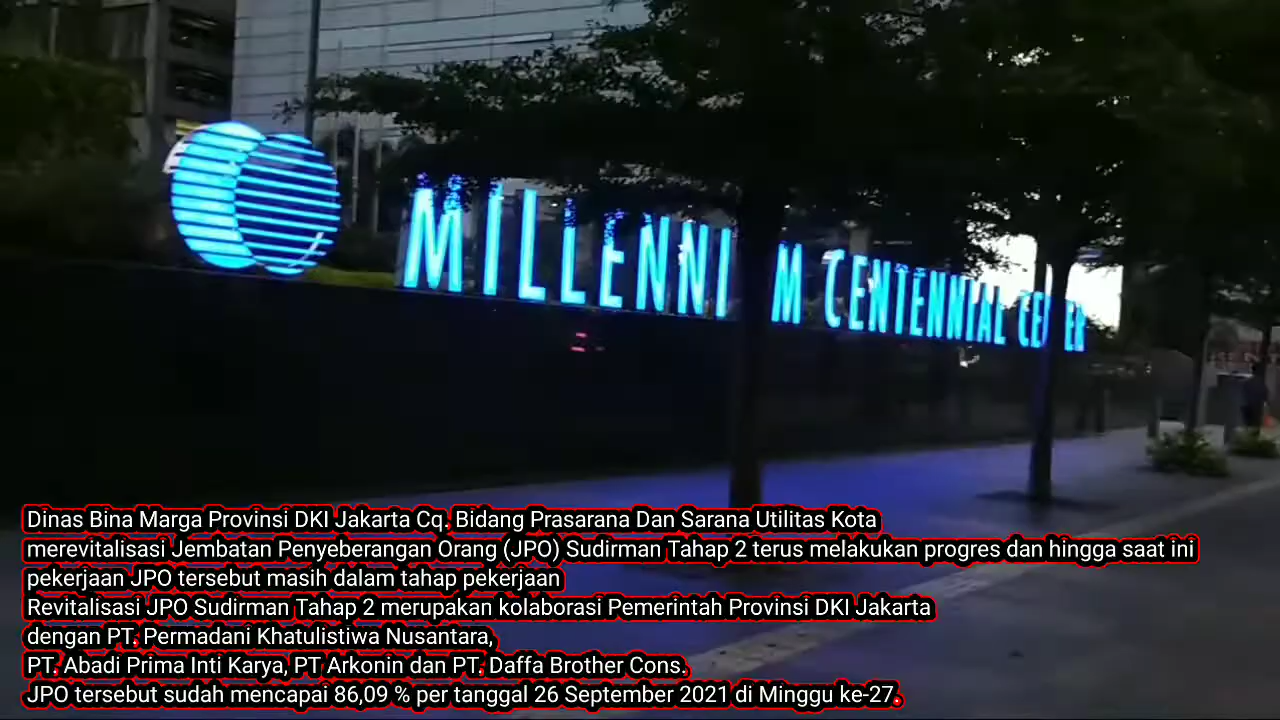 MILLENNI M CENTENNIAL CENTER
Dinas Bina Marga Provinsi DKI Jakarta Cq. Bidang Prasarana Dan Sarana Utilitas Kota
merevitalisasi Jembatan Penyeberangan Orang (JPO) Sudirman Tahap 2 terus melakukan progres dan hingga saat ini
pekerjaan JPO tersebut masih dalam tahap pekerjaan
Revitalisasi JPO Sudirman Tahap 2 merupakan kolaborasi Pemerintah Provinsi DKI Jakarta
dengan PT. Permadani Khatulistiwa Nusantara,
PT. Abadi Prima Inti Karya, PT Arkonin dan PT. Daffa Brother Cons.
JPO tersebut sudah mencapai 86,09 % per tanggal 26 September 2021 di Minggu ke-27.